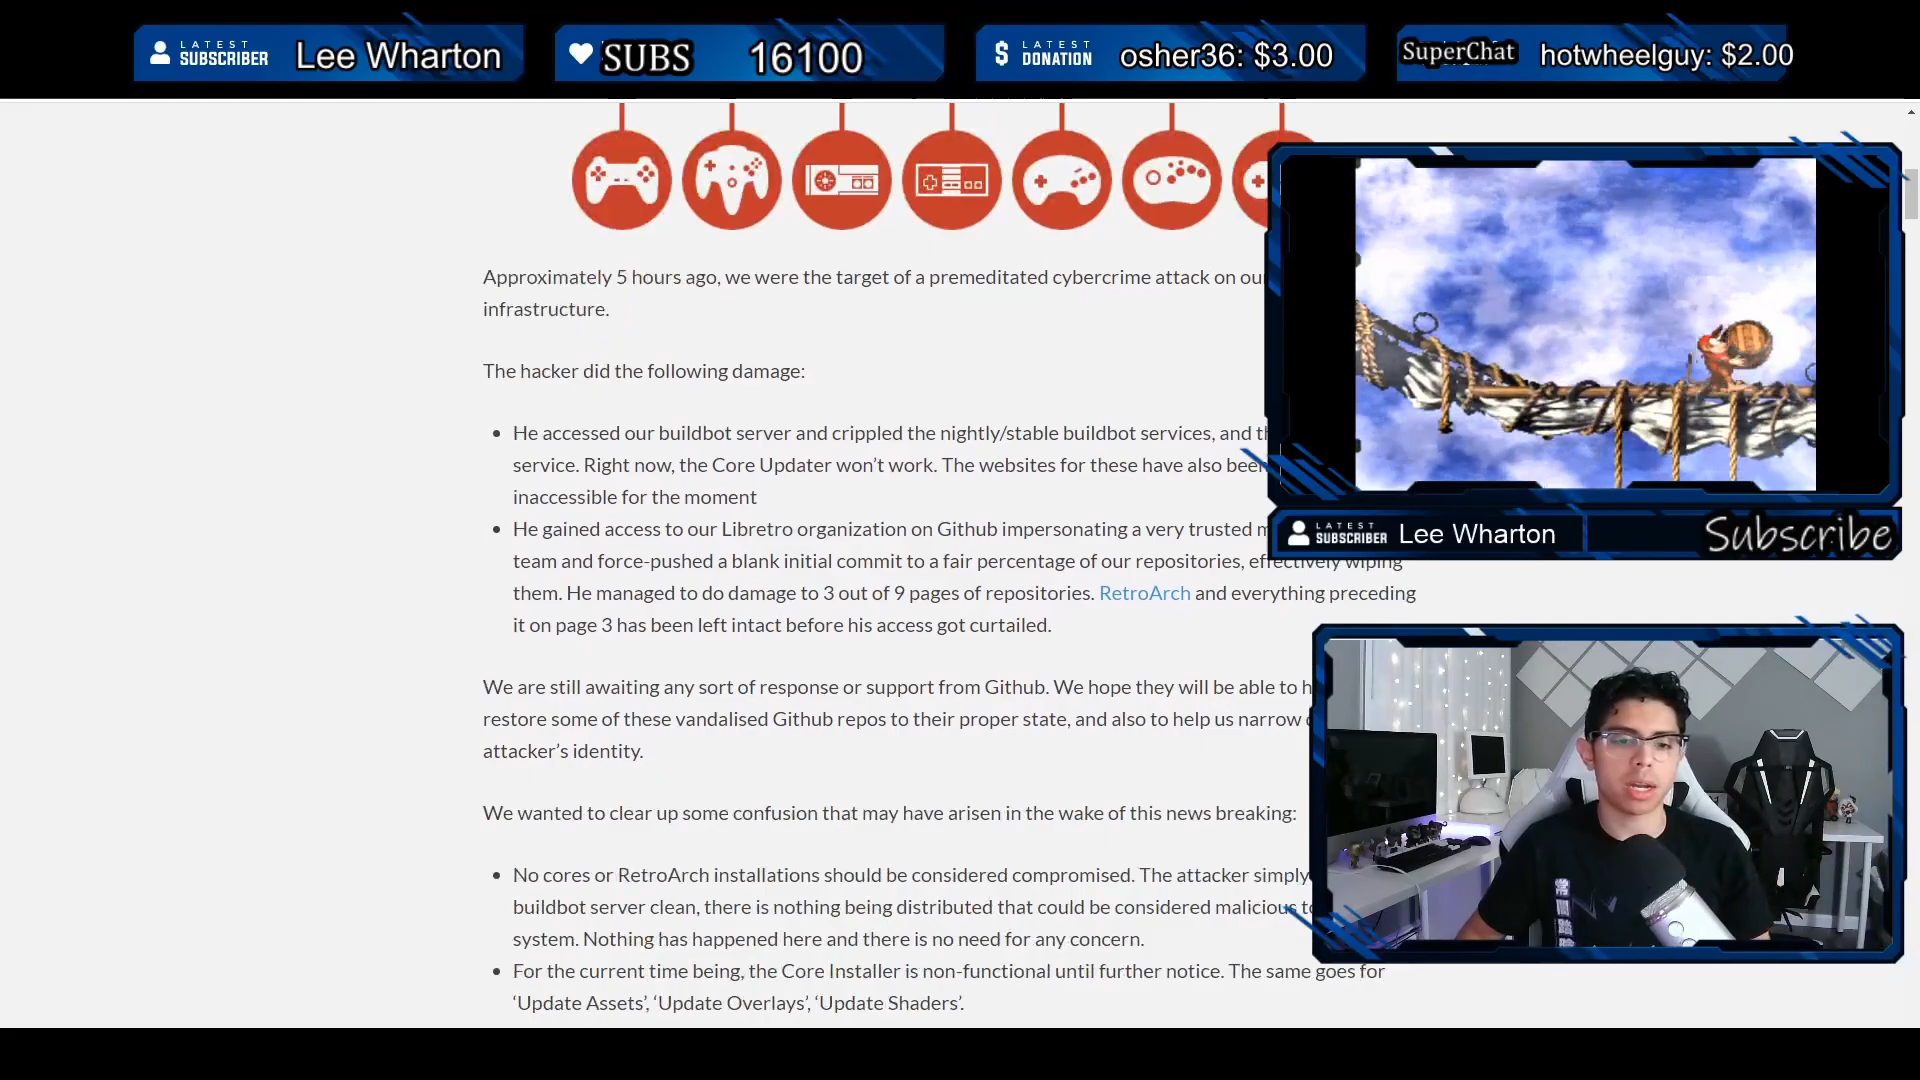 LATEST
SUBSCRIBER Lee Wharton
SUBS 16100
LATEST
DONATION osher36: $3.00
SuperChat hotwheelguy: $2.00
Approximately 5 hours ago, we were the target of a premeditated cybercrime attack on our
infrastructure.
The hacker did the following damage:
He accessed our buildbot server and crippled the nightly/stable buildbot services, and
service. Right now, the Core Updater won’t work. The websites for these have also been
inaccessible for the moment
He gained access to our Libretro organization on Github impersonating a very trusted
team and force-pushed a blank initial commit to a fair percentage of our repositories, effectively wiping
them. He managed to do damage to 3 out of 9 pages of repositories. RetroArch and everything preceding
it on page 3 has been left intact before his access got curtailed.
We are still awaiting any sort of response or support from Github. We hope they will be able to
restore some of these vandalised Github repos to their proper state, and also to help us narrow
attacker’s identity.
We wanted to clear up some confusion that may have arisen in the wake of this news breaking:
No cores or RetroArch installations should be considered compromised. The attacker simply
buildbot server clean, there is nothing being distributed that could be considered malicious
system. Nothing has happened here and there is no need for any concern.
For the current time being, the Core Installer is non-functional until further notice. The same goes for
‘Update Assets’, ‘Update Overlays’, ‘Update Shaders’.
LATEST
SUBSCRIBER Lee Wharton
Subscribe